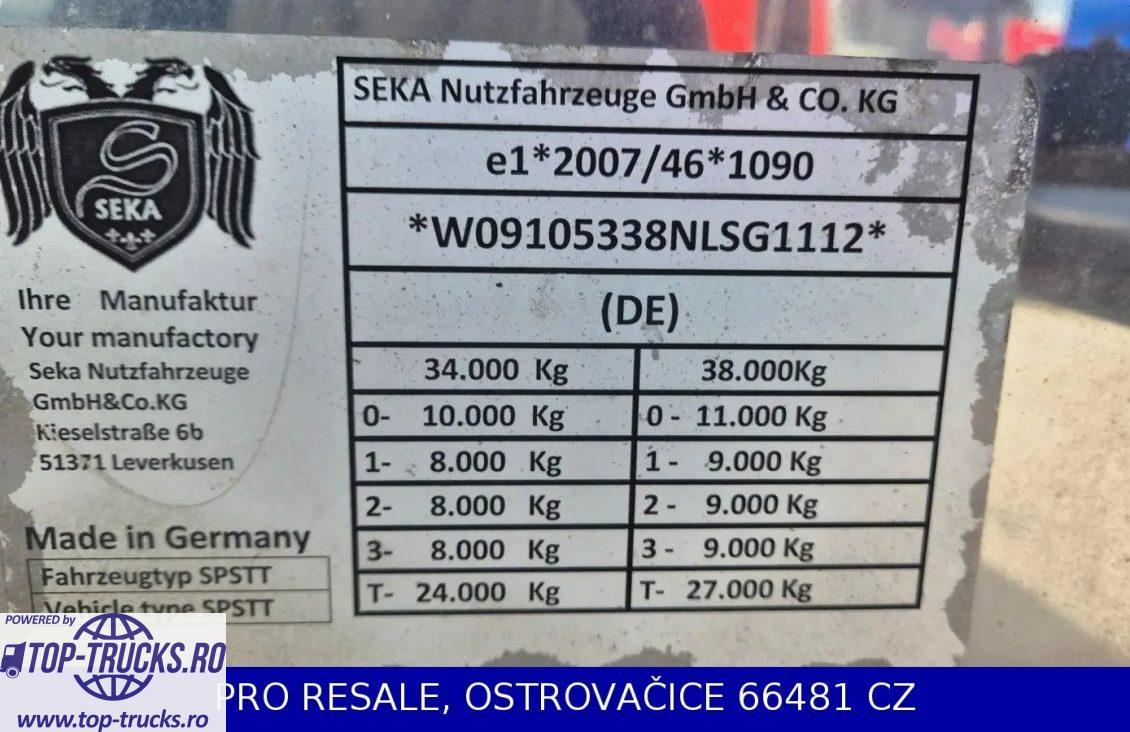 SEKA Nutzfahrzeuge GmbH & CO. KG
e1*2007/46*1090
*W09105338NLSG1112*
(DE)
34.000 Kg 38.000Kg
0- 10.000 Kg 0 - 11.000 Kg
1- 8.000 Kg 1 - 9.000 Kg
2- 8.000 Kg 2 - 9.000 Kg
3- 8.000 Kg 3 - 9.000 Kg
T- 24.000 Kg T- 27.000 Kg
S
SEKA
Ihre Manufaktur
Your manufactory
Seka Nutzfahrzeuge
GmbH&Co.KG
Kieselstraße 6b
51371 Leverkusen
Made in Germany
Fahrzeugtyp SPSTT
Vehicle type SPSTT
POWERED by
TOP-TRUCKS.RO
www.top-trucks.ro
PRO RESALE, OSTROVAČICE 66481 CZ